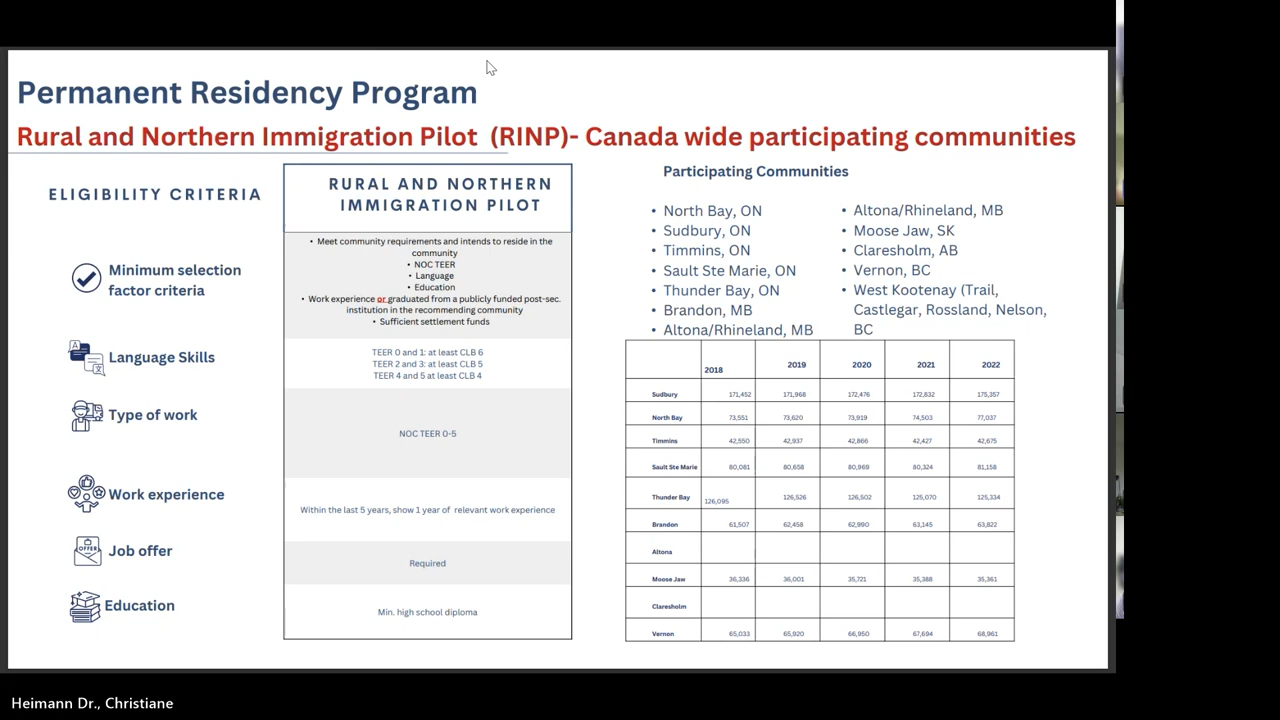 Permanent Residency Program
Rural and Northern Immigration Pilot (RINP)- Canada wide participating communities
ELIGIBILITY CRITERIA
Minimum selection
factor criteria
Language Skills
Type of work
Work experience
OFFER
Job offer
Education
RURAL AND NORTHERN
IMMIGRATION PILOT
• Meet community requirements and intends to reside in the
community
• NOC TEER
• Language
• Education
• Work experience or graduated from a publicly funded post-sec.
institution in the recommending community
• Sufficient settlement funds
TEER 0 and 1: at least CLB 6
TEER 2 and 3: at least CLB 5
TEER 4 and 5 at least CLB 4
NOC TEER 0-5
Within the last 5 years, show 1 year of relevant work experience
Required
Min. high school diploma
Participating Communities
• North Bay, ON
• Sudbury, ON
• Timmins, ON
• Sault Ste Marie, ON
• Thunder Bay, ON
• Brandon, MB
• Altona/Rhineland, MB
• Altona/Rhineland, MB
• Moose Jaw, SK
• Claresholm, AB
• Vernon, BC
• West Kootenay (Trail,
Castlegar, Rossland, Nelson,
BC
2018 2019 2020 2021 2022
Sudbury 171,452 171,968 172,476 172,832 175,357
North Bay 73,551 73,620 73,919 74,503 77,037
Timmins 42,550 42,937 42,866 42,427 42,675
Sault Ste Marie 80,081 80,658 80,969 80,324 81,158
Thunder Bay 126,095 126,526 126,502 125,070 125,334
Brandon 61,507 62,458 62,990 63,145 63,822
Altona
Moose Jaw 36,336 36,001 35,721 35,388 35,361
Claresholm
Vernon 65,033 65,920 66,950 67,694 68,961
Heimann Dr., Christiane